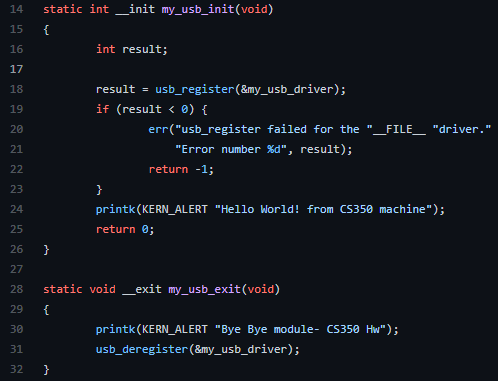 14 static int __init my_usb_init(void)
15 {
16         int result;
17
18         result = usb_register(&my_usb_driver);
19         if (result < 0) {
20                 err("usb_register failed for the "__FILE__ "driver."
21                     "Error number %d", result);
22                 return -1;
23         }
24         printk(KERN_ALERT "Hello World! from CS350 machine");
25         return 0;
26 }
27
28 static void __exit my_usb_exit(void)
29 {
30         printk(KERN_ALERT "Bye Bye module- CS350 Hw");
31         usb_deregister(&my_usb_driver);
32 }